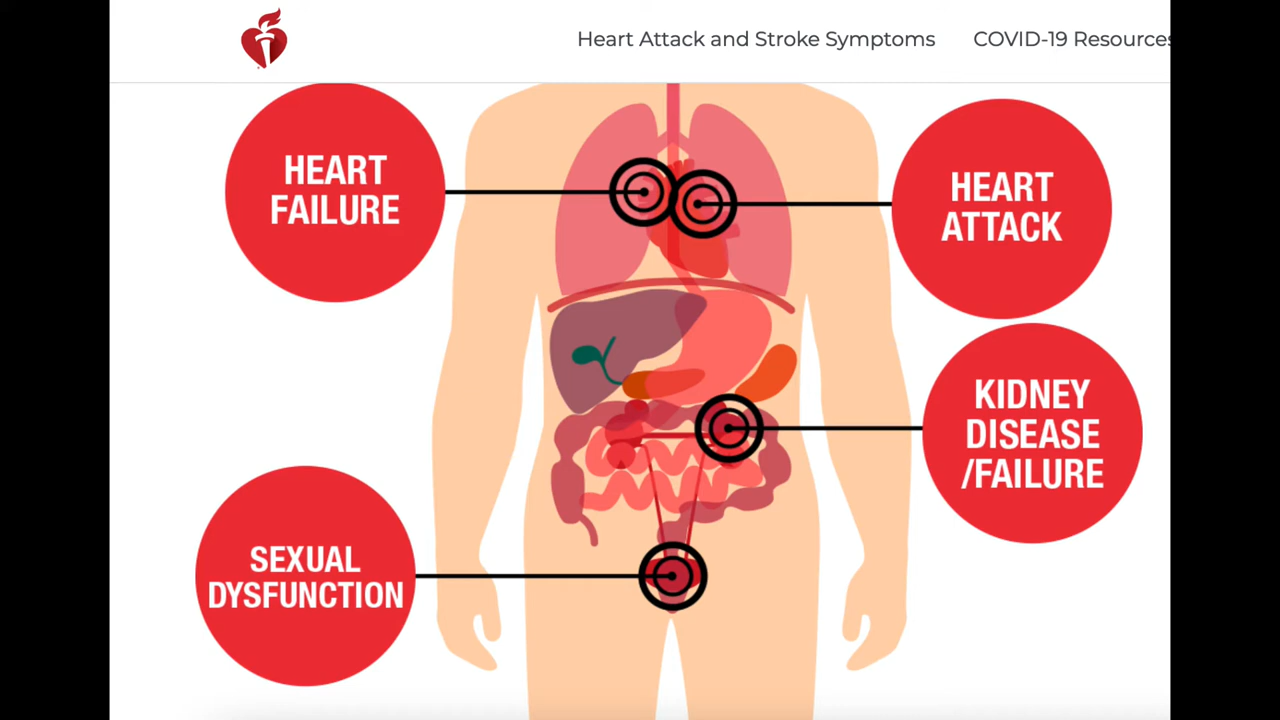 Heart Attack and Stroke Symptoms
COVID-19 Resources
HEART
FAILURE
HEART
ATTACK
KIDNEY
DISEASE
/FAILURE
SEXUAL
DYSFUNCTION